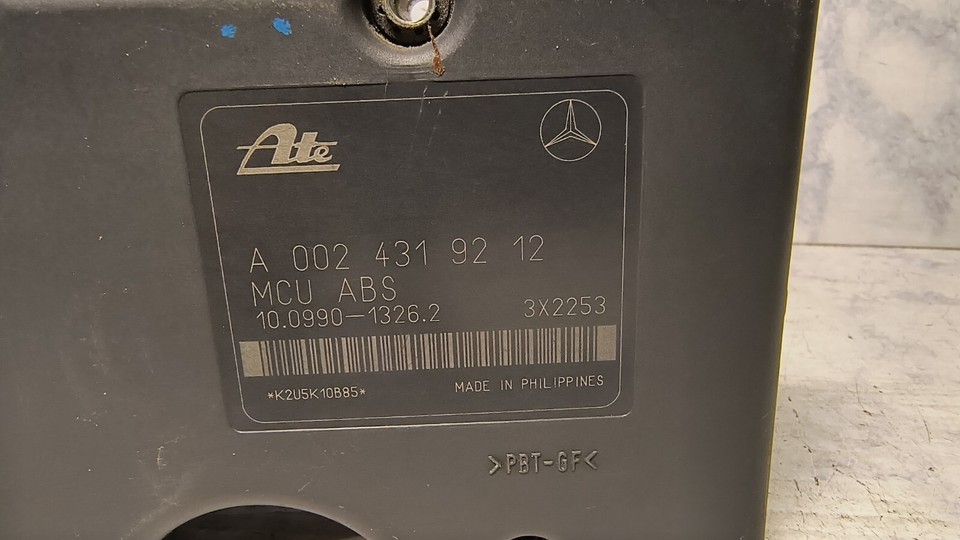 Ate
A 002 431 92 12
MCU ABS
10.0990-1326.2 3X2253
*K2U5K10B85*
MADE IN PHILIPPINES
>PBT-GF<